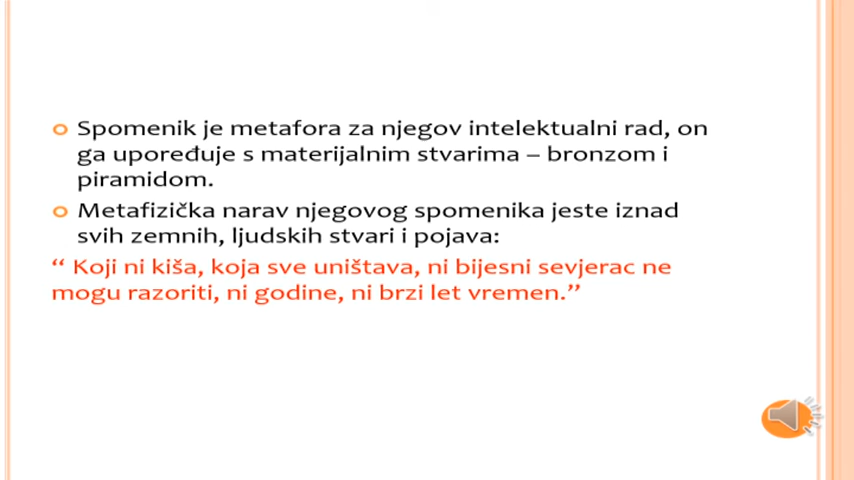 Spomenik je metafora za njegov intelektualni rad, on
ga upoređuje s materijalnim stvarima – bronzom i
piramidom.
Metafizička narav njegovog spomenika jeste iznad
svih zemnih, ljudskih stvari i pojava:
“ Koji ni kiša, koja sve uništava, ni bijesni sevjerac ne
mogu razoriti, ni godine, ni brzi let vremen.”